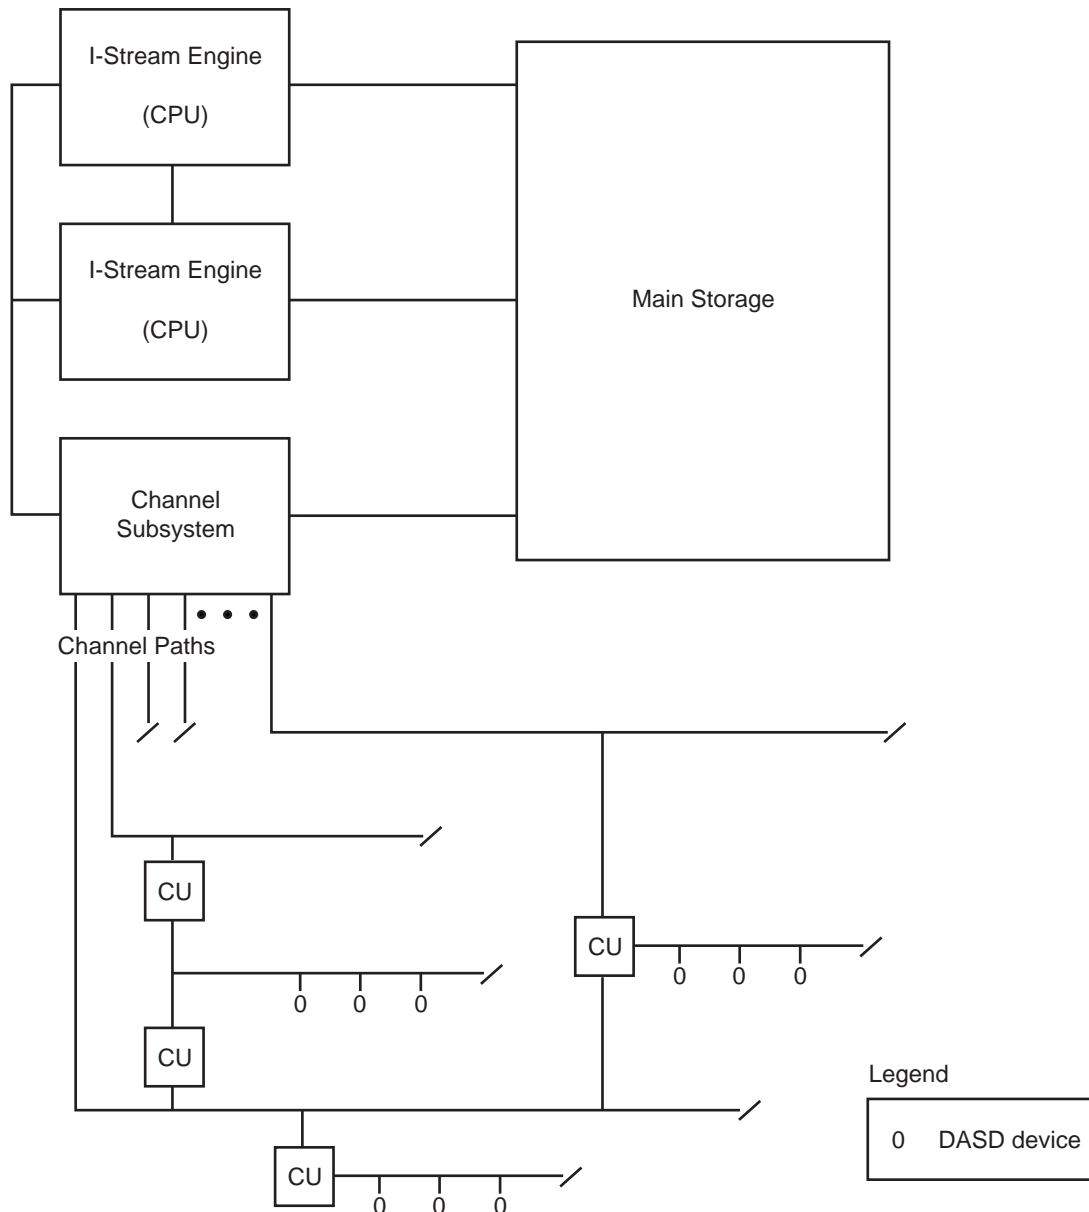 I-Stream Engine
(CPU)
I-Stream Engine
(CPU)
Main Storage
Channel
Subsystem
Channel Paths
CU
CU
0 0 0
0 0 0
CU
Legend
0 DASD device
CU
0 0 0